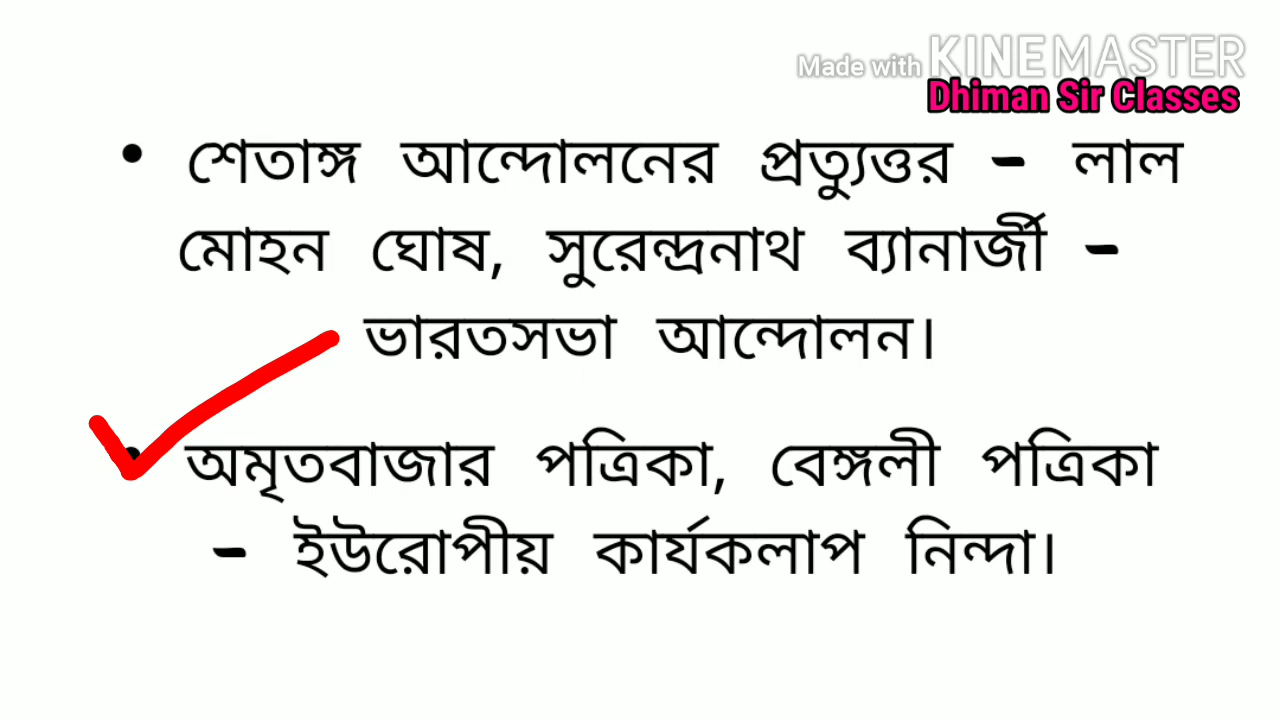 Made with KINEMASTER
Dhiman Sir Classes
• শেতাঙ্গ আন্দোলনের প্রত্যুত্তর – লাল
মোহন ঘোষ, সুরেন্দ্রনাথ ব্যানার্জী –
ভারতসভা আন্দোলন।
• অমৃতবাজার পত্রিকা, বেঙ্গলী পত্রিকা
– ইউরোপীয় কার্যকলাপ নিন্দা।